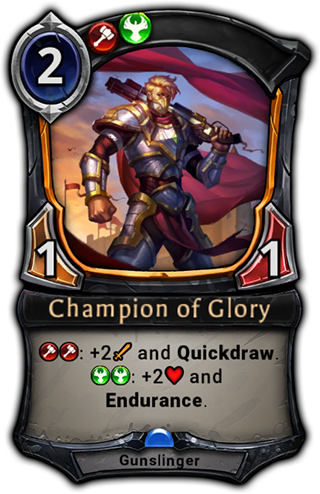 2
1 1
Champion of Glory
: +2 and Quickdraw.
: +2 and
Endurance.
Gunslinger